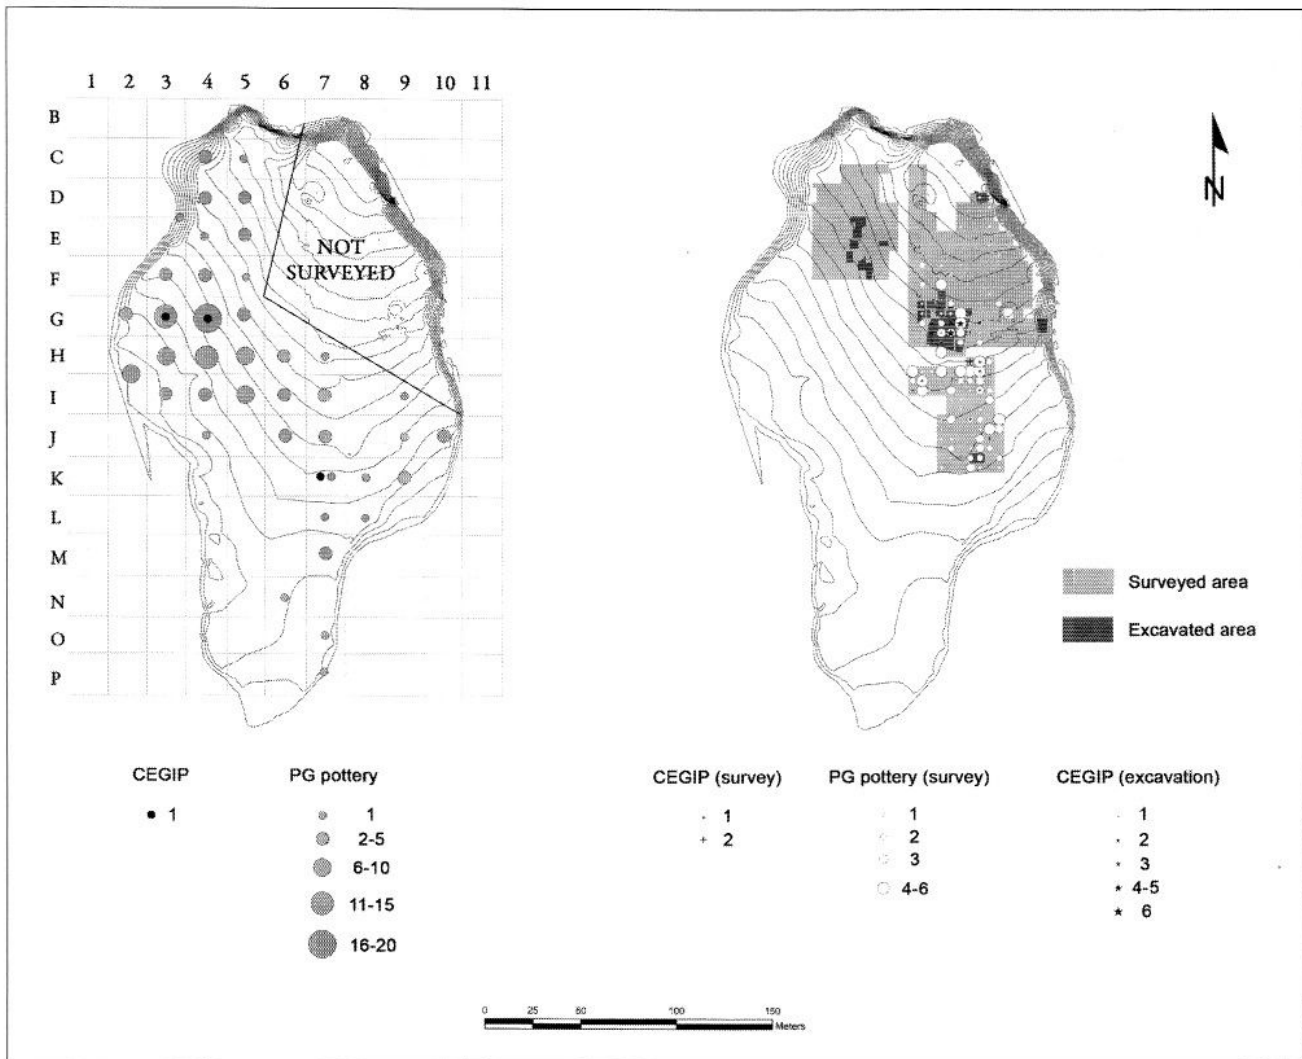 1 2 3 4 5 6 7 8 9 10 11
B
C
D
E
F
G
H
I
J
K
L
M
N
O
P
NOT
SURVEYED
N
Surveyed area
Excavated area
CEGIP
1
PG pottery
1
2-5
6-10
11-15
16-20
CEGIP (survey)
1
2
PG pottery (survey)
1
2
3
4-6
CEGIP (excavation)
1
2
3
4-5
6
0 25 50 100 150
Meters